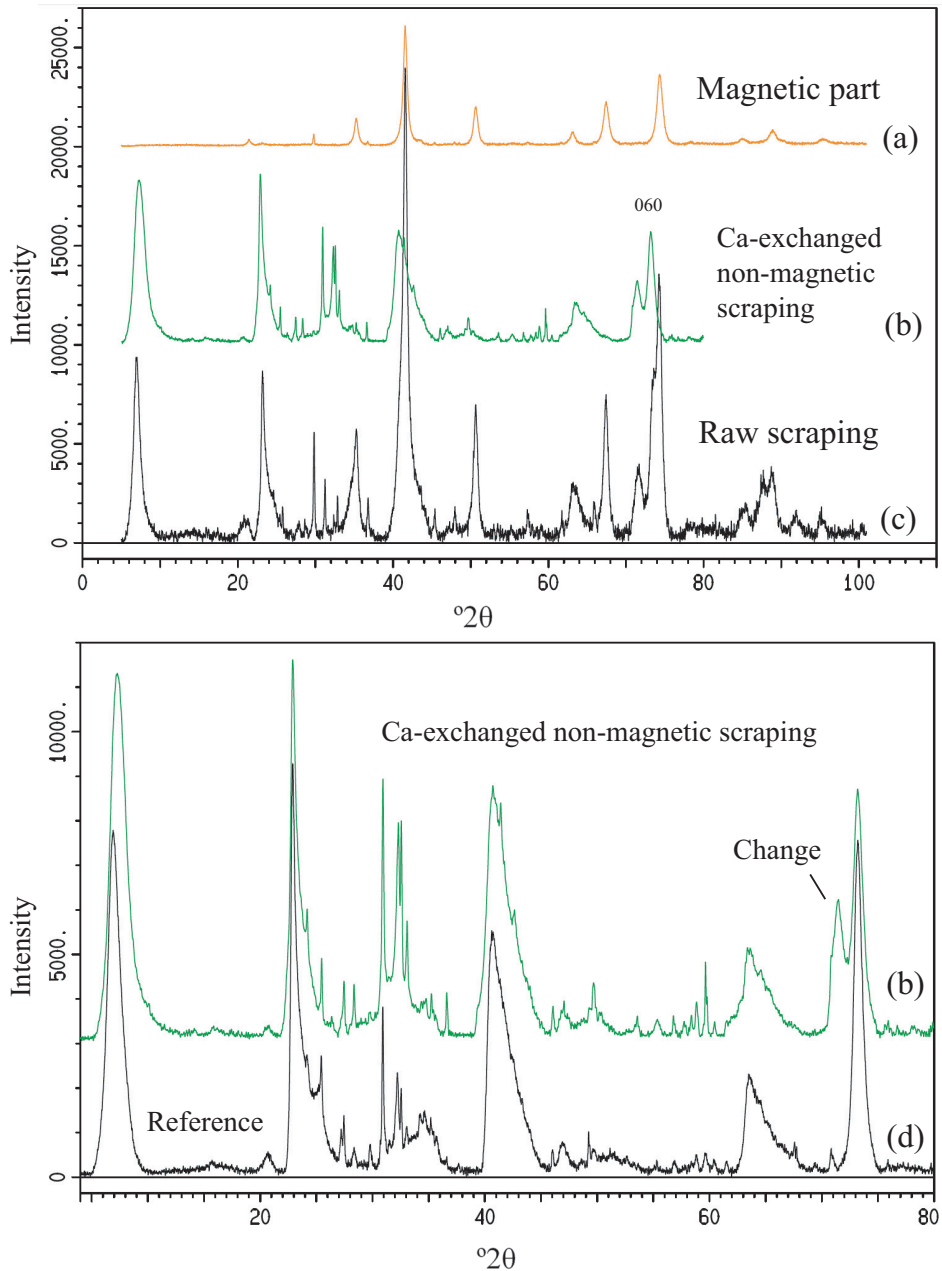 25000.
Magnetic part
20000.
(a)
060
15000.
Ca-exchanged
non-magnetic
scraping
Intensity
(b)
10000.
5000.
Raw scraping
(c)
0
0 20 40 60 80 100
º2θ
10000.
Ca-exchanged non-magnetic scraping
Change
Intensity
5000.
(b)
Reference
(d)
0
20 40 60 80
º2θ